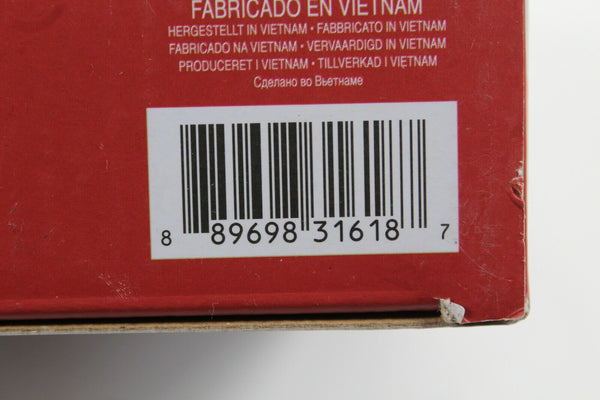 FABRICADO EN VIETNAM
HERGESTELLT IN VIETNAM • FABBRICATO IN VIETNAM
FABRICADO NA VIETNAM • VERVAARDIGD IN VIETNAM
PRODUCERET I VIETNAM • TILLVERKAD I VIETNAM
Сделано во Вьетнаме
8 89698 31618 7